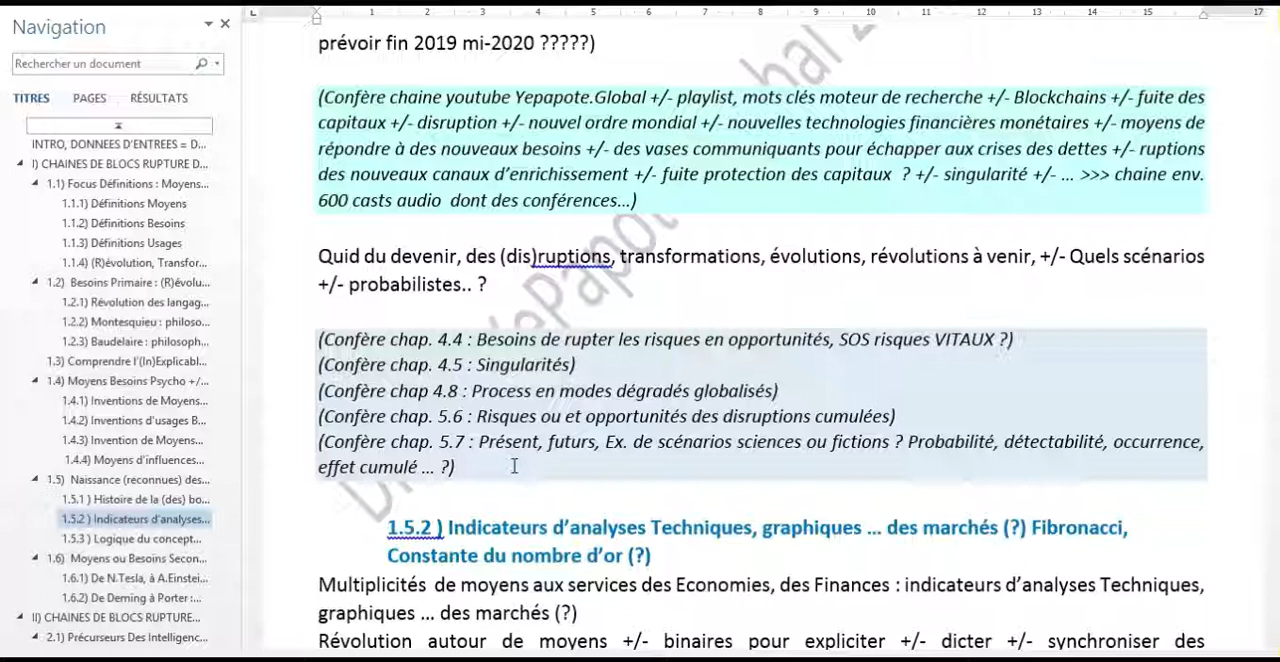 Navigation
Rechercher un document
TITRES PAGES RÉSULTATS
INTRO, DONNEES D'ENTREES = D...
I) CHAINES DE BLOCS RUPTURE D...
1.1) Focus Définitions : Moyens...
1.1.1) Définitions Moyens
1.1.2) Définitions Besoins
1.1.3) Définitions Usages
1.1.4) (R)évolution, Transfor...
1.2) Besoins Primaire : (R)évolu...
1.2.1) Révolution des langag...
1.2.2) Montesquieu : philoso...
1.2.3) Baudelaire : philosoph...
1.3) Comprendre l'(In)Explicabl...
1.4) Moyens Besoins Psycho +/...
1.4.1) Inventions de Moyens...
1.4.2) Inventions d'usages B...
1.4.3) Invention de Moyens...
1.4.4) Moyens d'influences...
1.5) Naissance (reconnues) des...
1.5.1 ) Histoire de la (des) bo...
1.5.2 ) Indicateurs d'analyses...
1.5.3 ) Logique du concept...
1.6) Moyens ou Besoins Secon...
1.6.1) De N.Tesla, à A.Einstei...
1.6.2) De Deming à Porter :...
II) CHAINES DE BLOCS RUPTURE...
2.1) Précurseurs Des Intelligenc...
1 2 3 4 5 6 7 8 9 10 11 12 13 14 15 17
prévoir fin 2019 mi-2020 ?????)
(Confère chaine youtube Yepapote.Global +/- playlist, mots clés moteur de recherche +/- Blockchains +/- fuite des
capitaux +/- disruption +/- nouvel ordre mondial +/- nouvelles technologies financières monétaires +/- moyens de
répondre à des nouveaux besoins +/- des vases communiquants pour échapper aux crises des dettes +/- ruptions
des nouveaux canaux d'enrichissement +/- fuite protection des capitaux ? +/- singularité +/- ... >>> chaine env.
600 casts audio dont des conférences...)
Quid du devenir, des (dis)ruptions, transformations, évolutions, révolutions à venir, +/- Quels scénarios
+/- probabilistes.. ?
(Confère chap. 4.4 : Besoins de rupter les risques en opportunités, SOS risques VITAUX ?)
(Confère chap. 4.5 : Singularités)
(Confère chap 4.8 : Process en modes dégradés globalisés)
(Confère chap. 5.6 : Risques ou et opportunités des disruptions cumulées)
(Confère chap. 5.7 : Présent, futurs, Ex. de scénarios sciences ou fictions ? Probabilité, détectabilité, occurrence,
effet cumulé ... ?)
1.5.2 ) Indicateurs d'analyses Techniques, graphiques ... des marchés (?) Fibronacci,
Constante du nombre d'or (?)
Multiplicités de moyens aux services des Economies, des Finances : indicateurs d'analyses Techniques,
graphiques ... des marchés (?)
Révolution autour de moyens +/- binaires pour expliciter +/- dicter +/- synchroniser des